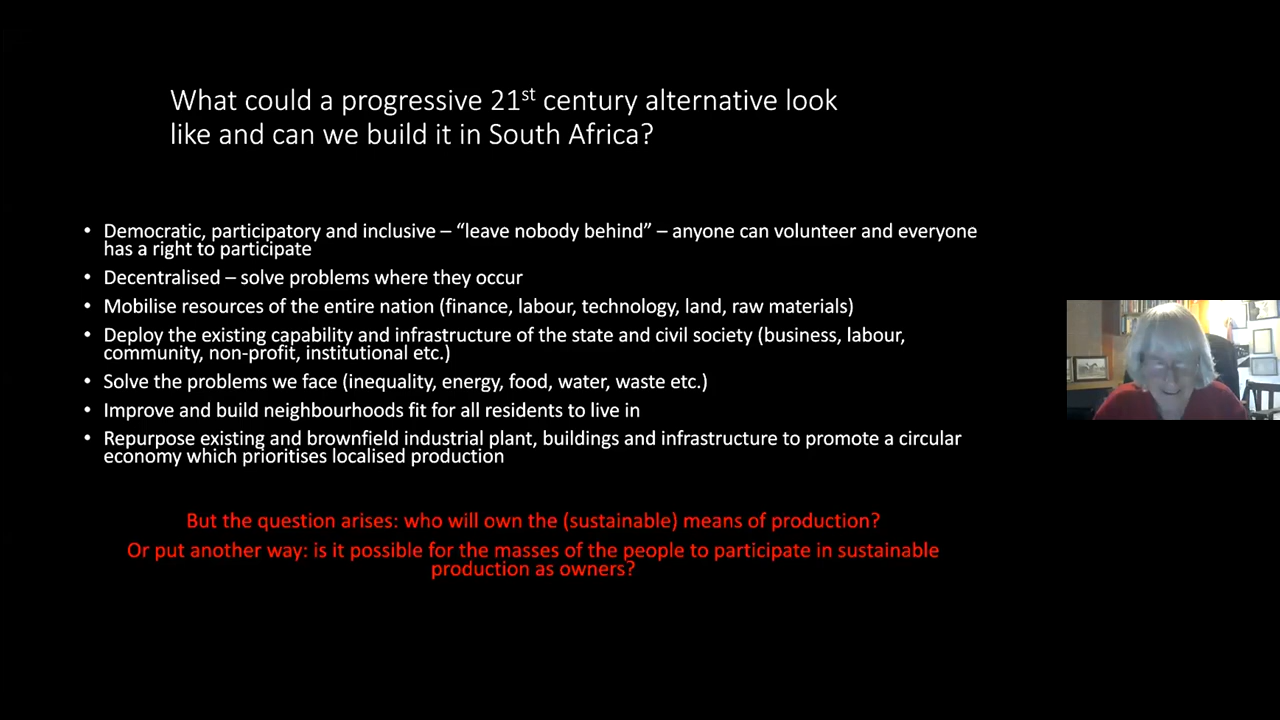 What could a progressive 21st century alternative look
like and can we build it in South Africa?
• Democratic, participatory and inclusive – “leave nobody behind” – anyone can volunteer and everyone
has a right to participate
• Decentralised – solve problems where they occur
• Mobilise resources of the entire nation (finance, labour, technology, land, raw materials)
• Deploy the existing capability and infrastructure of the state and civil society (business, labour,
community, non-profit, institutional etc.)
• Solve the problems we face (inequality, energy, food, water, waste etc.)
• Improve and build neighbourhoods fit for all residents to live in
• Repurpose existing and brownfield industrial plant, buildings and infrastructure to promote a circular
economy which prioritises localised production
But the question arises: who will own the (sustainable) means of production?
Or put another way: is it possible for the masses of the people to participate in sustainable
production as owners?